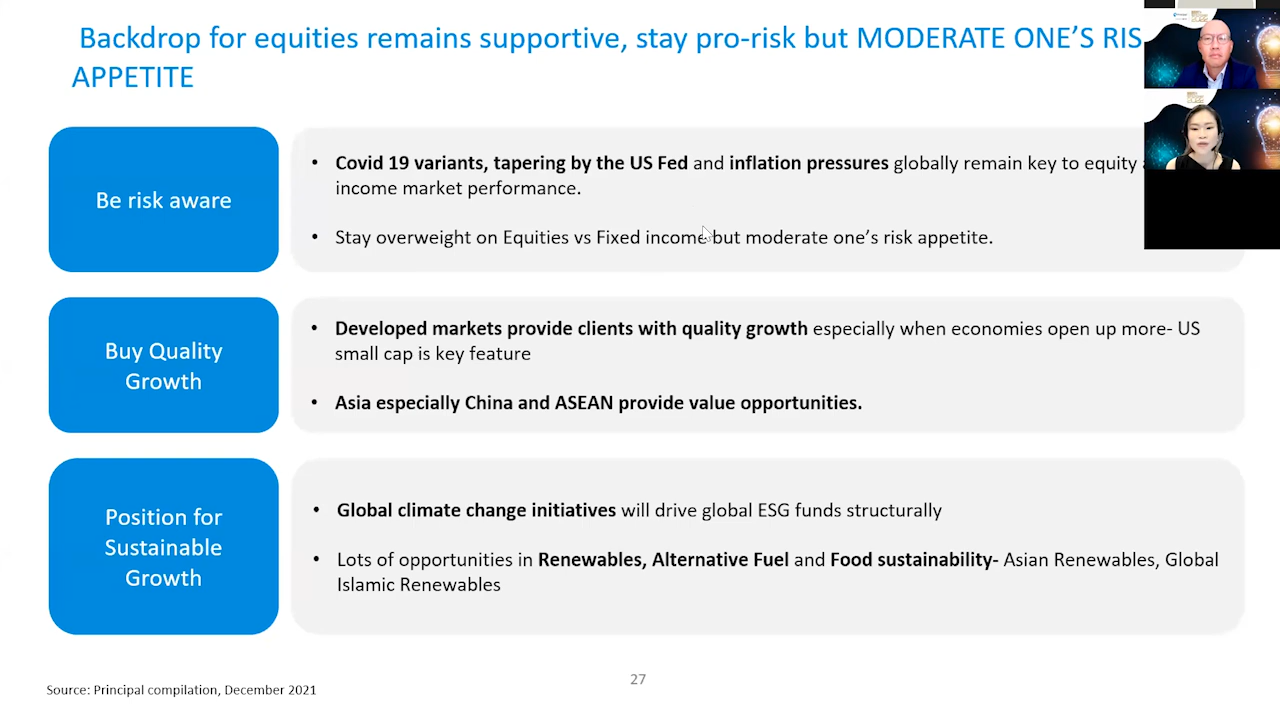 Backdrop for equities remains supportive, stay pro-risk but MODERATE ONE’S RIS
APPETITE
Be risk aware
• Covid 19 variants, tapering by the US Fed and inflation pressures globally remain key to equity
income market performance.
• Stay overweight on Equities vs Fixed income but moderate one’s risk appetite.
Buy Quality
Growth
• Developed markets provide clients with quality growth especially when economies open up more- US
small cap is key feature
• Asia especially China and ASEAN provide value opportunities.
Position for
Sustainable
Growth
• Global climate change initiatives will drive global ESG funds structurally
• Lots of opportunities in Renewables, Alternative Fuel and Food sustainability- Asian Renewables, Global
Islamic Renewables
Source: Principal compilation, December 2021
27